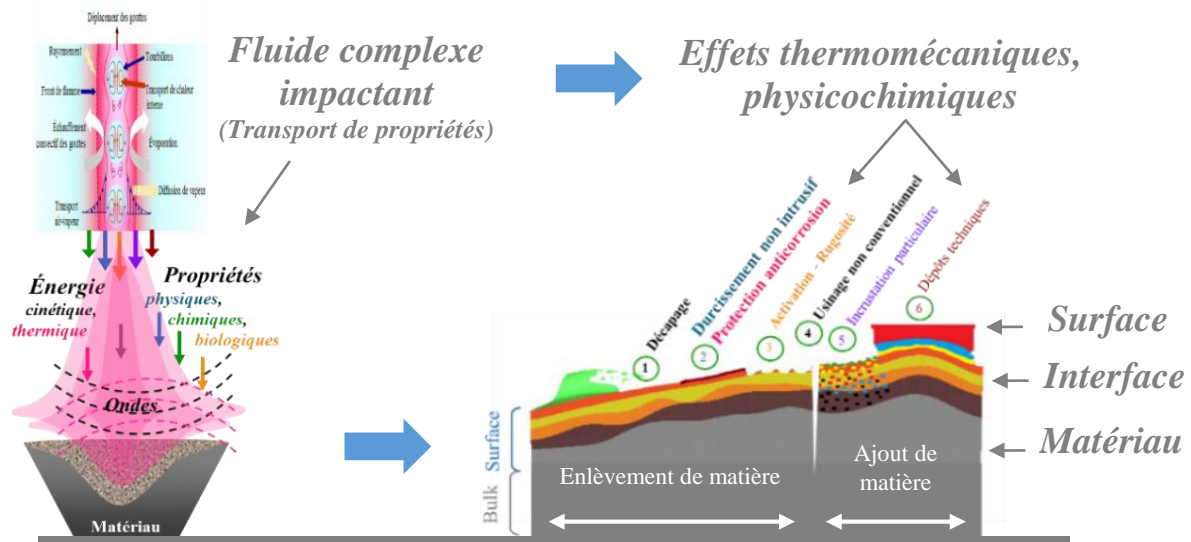 Déplacement des gouttes
Rayonnement
Tourbillons
Front de flamme
Transport de chaleur
interne
Échauffement
convectif des gouttes
Évaporation
Diffusion de vapeur
Transport
air-vapeur
Fluide complexe
impactant
(Transport de propriétés)
Effets thermomécaniques,
physicochimiques
Énergie
cinétique,
thermique
Propriétés
physiques,
chimiques,
biologiques
Ondes
Matériau
1 Décapage
2 Durcissement non intrusif
Protection anticorrosion
3 Activation - Rugosité
4 Usinage non conventionnel
5 Incrustation particulaire
6 Dépôts techniques
Surface
Interface
Matériau
Surface
Bulk
Enlèvement de matière
Ajout de
matière